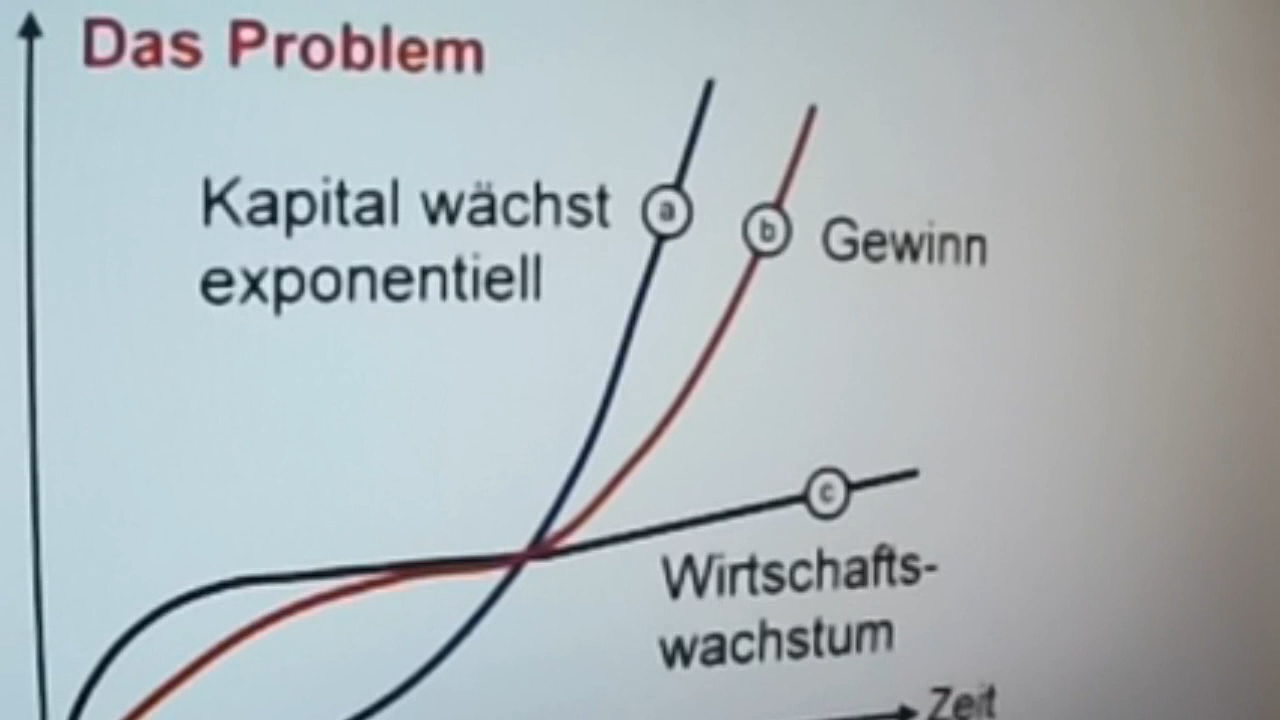 Das Problem
Kapital wächst
exponentiell
a
b
Gewinn
c
Wirtschafts-
wachstum
Zeit